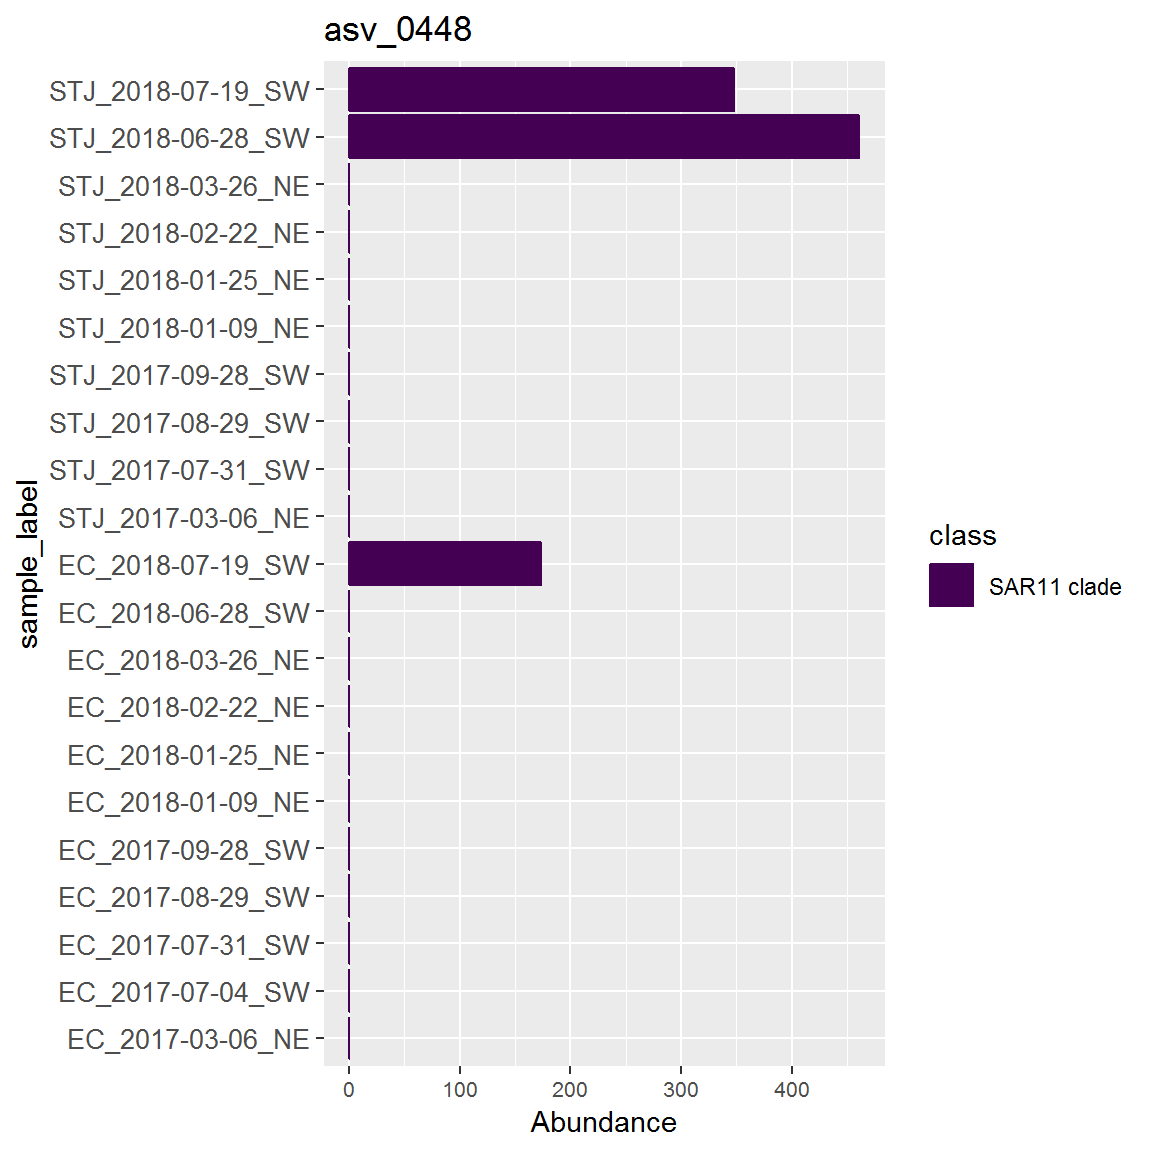 asv_0448
STJ_2018-07-19_SW
STJ_2018-06-28_SW
STJ_2018-03-26_NE
STJ_2018-02-22_NE
STJ_2018-01-25_NE
STJ_2018-01-09_NE
STJ_2017-09-28_SW
STJ_2017-08-29_SW
STJ_2017-07-31_SW
STJ_2017-03-06_NE
EC_2018-07-19_SW
EC_2018-06-28_SW
EC_2018-03-26_NE
EC_2018-02-22_NE
EC_2018-01-25_NE
EC_2018-01-09_NE
EC_2017-09-28_SW
EC_2017-08-29_SW
EC_2017-07-31_SW
EC_2017-07-04_SW
EC_2017-03-06_NE
sample_label
0 100 200 300 400
Abundance
class
SAR11 clade